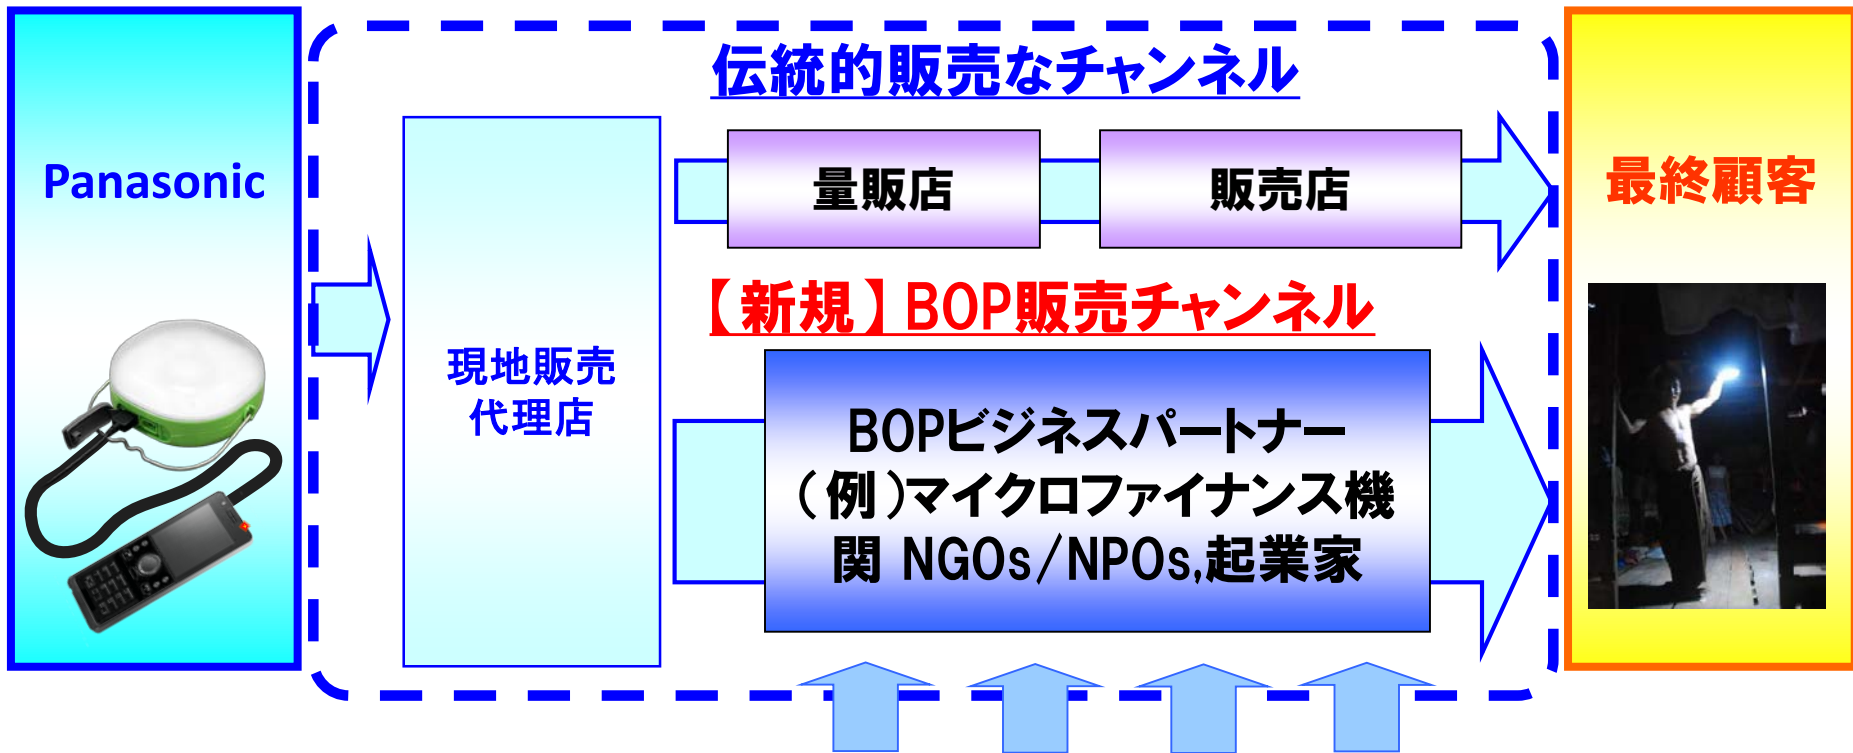 伝統的販売なチャンネル
Panasonic
量販店
販売店
最終顧客
【新規】BOP販売チャンネル
現地販売
代理店
BOPビジネスパートナー
(例)マイクロファイナンス機
関 NGOs/NPOs,起業家